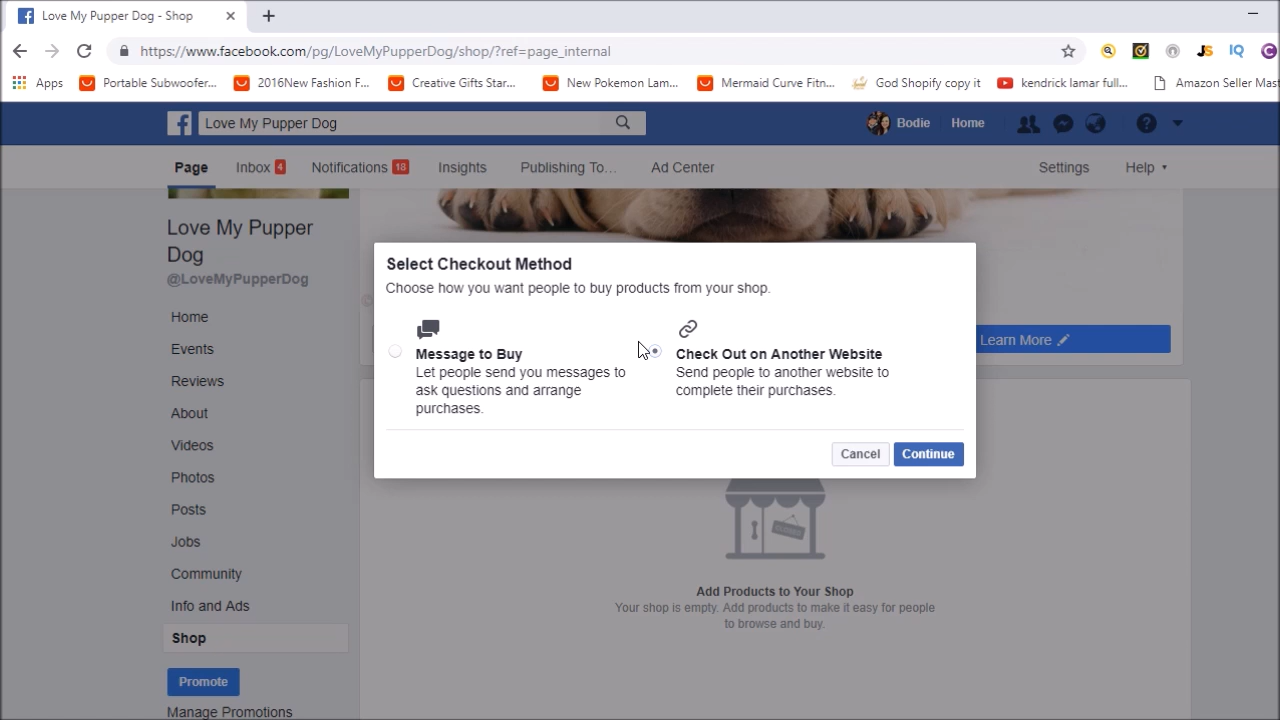 Love My Pupper Dog - Shop
https://www.facebook.com/pg/LoveMyPupperDog/shop/?ref=page_internal
JS
IQ
Apps
Portable Subwoofer...
2016New Fashion F...
Creative Gifts Star...
New Pokemon Lam...
Mermaid Curve Fitn...
God Shopify copy it
kendrick lamar full...
Amazon Seller Mast
Love My Pupper Dog
Bodie
Home
Page
Inbox 4
Notifications 18
Insights
Publishing To...
Ad Center
Settings
Help
Love My Pupper
Dog
@LoveMyPupperDog
Home
Events
Reviews
About
Videos
Photos
Posts
Jobs
Community
Info and Ads
Shop
Promote
Manage Promotions
Learn More
Select Checkout Method
Choose how you want people to buy products from your shop.
Message to Buy
Let people send you messages to
ask questions and arrange
purchases.
Check Out on Another Website
Send people to another website to
complete their purchases.
Cancel
Continue
Add Products to Your Shop
Your shop is empty. Add products to make it easy for people
to browse and buy.